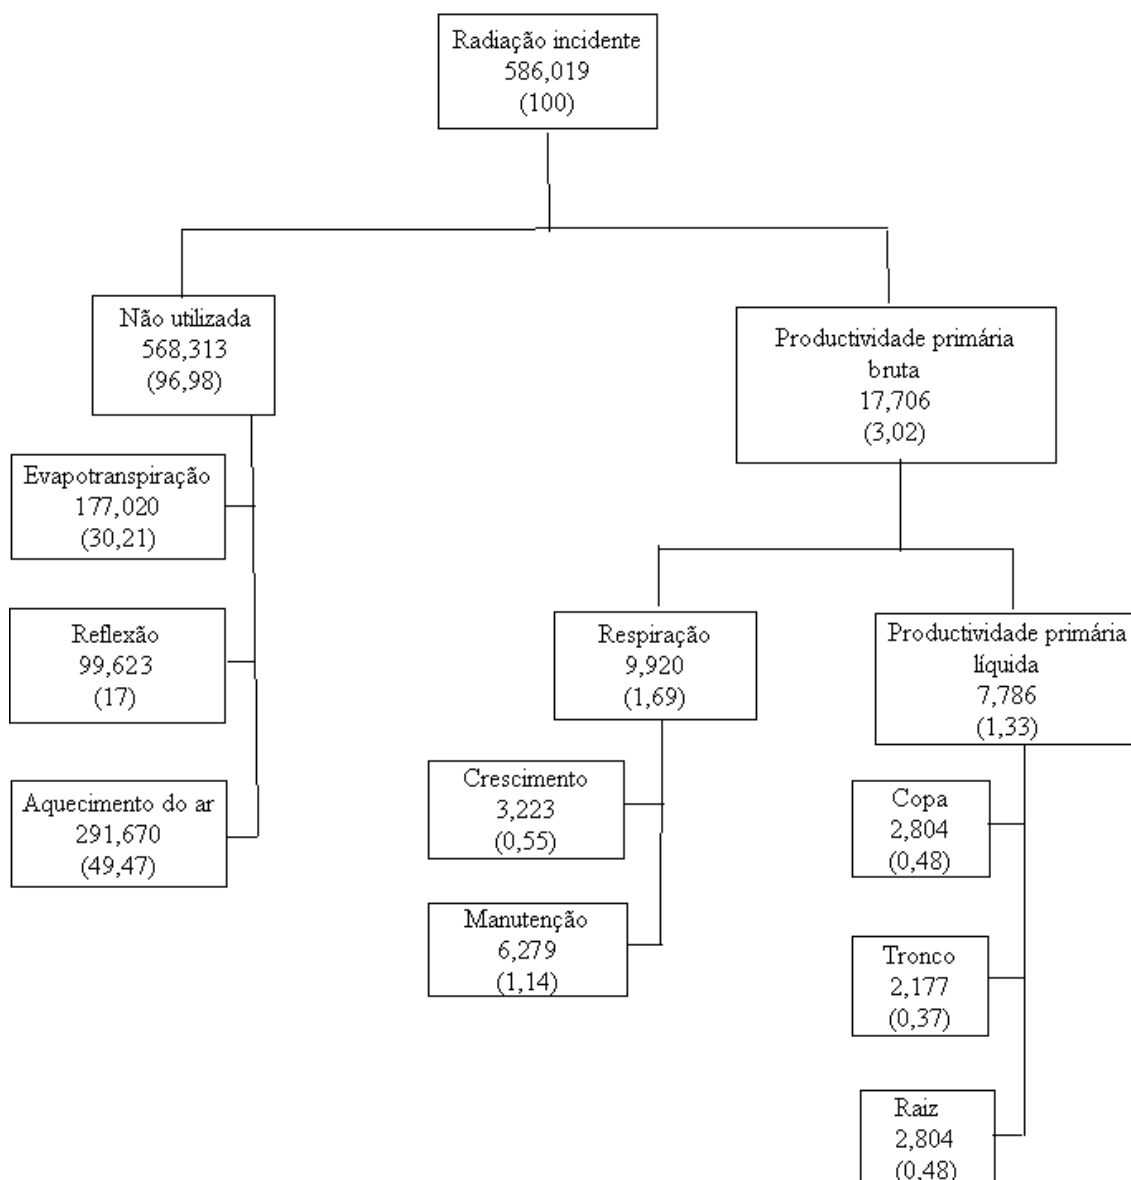 Radiação incidente
586,019
(100)
Não utilizada
568,313
(96,98)
Productividade primária
bruta
17,706
(3,02)
Evapotranspiração
177,020
(30,21)
Reflexão
99,623
(17)
Aquecimento do ar
291,670
(49,47)
Respiração
9,920
(1,69)
Productividade primária
líquida
7,786
(1,33)
Crescimento
3,223
(0,55)
Manutenção
6,279
(1,14)
Copa
2,804
(0,48)
Tronco
2,177
(0,37)
Raiz
2,804
(0,48)